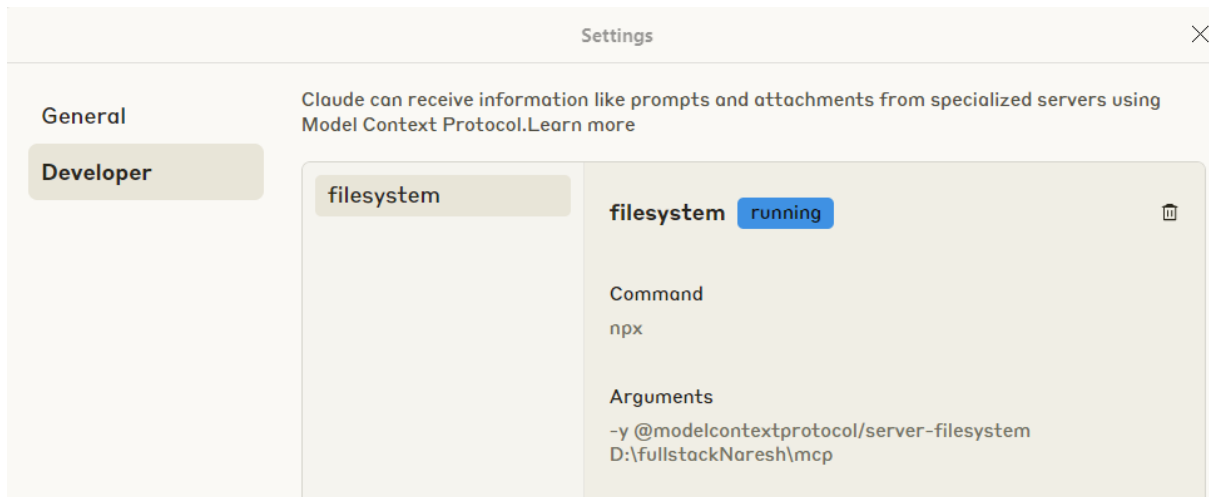 Settings
General
Developer
Claude can receive information like prompts and attachments from specialized servers using
Model Context Protocol.Learn more
filesystem
filesystem running
Command
npx
Arguments
-y @modelcontextprotocol/server-filesystem
D:\fullstackNaresh\mcp